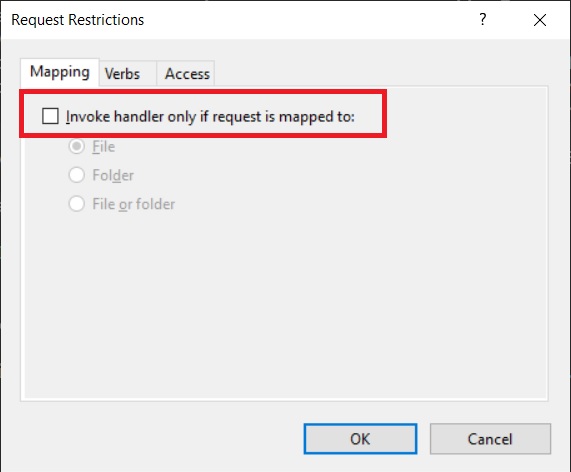 Request Restrictions ?
Mapping Verbs Access
Invoke handler only if request is mapped to:
File
Folder
File or folder
OK Cancel